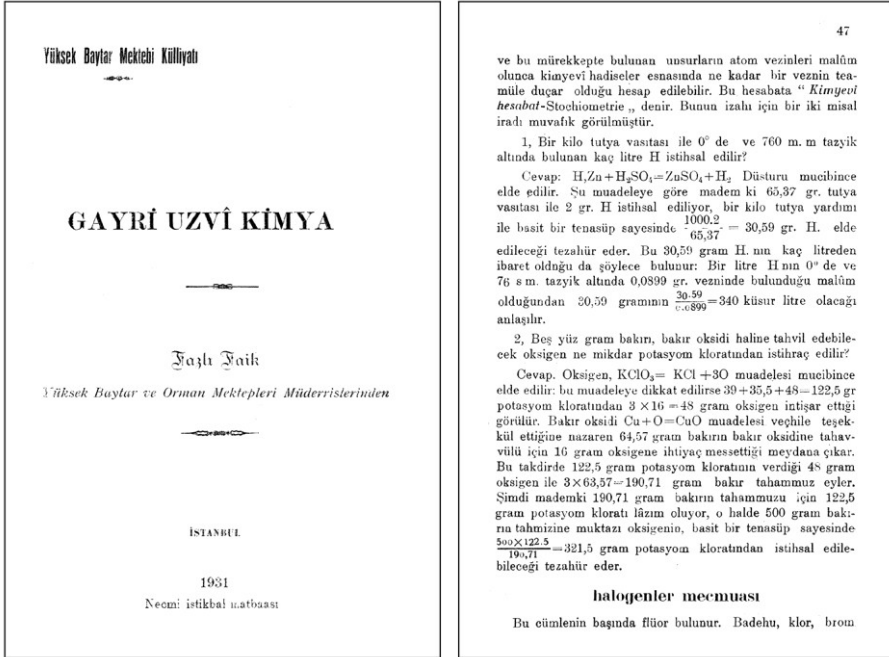 Yüksek Baytar Mektebi Külliyatı
GAYRİ UZVÎ KİMYA
Fazlı Faik
Yüksek Baytar ve Orman Mektepleri Müderrislerinden
İSTANBUL
1931
Necmi istikbal matbaası
47
ve bu mürekkepte bulunan unsurların atom vezinleri malûm
olunca kimyevî hadiseler esnasında ne kadar bir veznin tea-
müle duçar olduğu hesap edilebilir. Bu hesabata “ Kimyevî
hesabat-Stochiometrie „ denir. Bunun izahı için bir iki misal
iradı muvafık görülmüştür.
1, Bir kilo tutya vasıtası ile 0° de ve 760 m. m tazyik
altında bulunan kaç litre H istihsal edilir?
Cevap: H,Zn+H₂SO₄=ZnSO₄+H₂ Düsturu mucibince
elde edilir. Şu muadeleye göre madem ki 65,37 gr. tutya
vasıtası ile 2 gr. H istihsal ediliyor, bir kilo tutya yardımı
ile basit bir tenasüp sayesinde 1000.2/65,37 = 30,59 gr. H. elde
edileceği tezahür eder. Bu 30,59 gram H. nın kaç litreden
ibaret oldnğu da şöylece bulunur: Bir litre H nın 0° de ve
76 s m. tazyik altında 0,0899 gr. vezninde bulunduğu malûm
olduğundan 30,59 gramının 30.59/0.0899=340 küsur litre olacağı
anlaşılır.
2, Beş yüz gram bakırı, bakır oksidi haline tahvil edebile-
cek oksigen ne mikdar potasyom kloratından istihraç edilir?
Cevap. Oksigen, KClO₃= KCl +3O muadelesi mucibince
elde edilir: bu muadeleye dikkat edilirse 39+35,5+48=122,5 gr
potasyom kloratından 3 ×16 =48 gram oksigen intişar ettiği
görülür. Bakır oksidi Cu+O=CuO muadelesi veçhile teşek-
kül ettiğine nazaren 64,57 gram bakırın bakır oksidine tahav-
vülü için 16 gram oksigene ihtiyaç messettiği meydana çıkar.
Bu takdirde 122,5 gram potasyom kloratının verdiği 48 gram
oksigen ile 3×63,57=190,71 gram bakır tahammuz eyler.
Şimdi mademki 190,71 gram bakırın tahammuzu için 122,5
gram potasyom kloratı lâzım oluyor, o halde 500 gram bakı-
rın tahmizine muktazı oksigenin, basit bir tenasüp sayesinde
500×122.5/190,71=321,5 gram potasyom kloratından istihsal edile-
bileceği tezahür eder.
halogenler mecmuası
Bu cümlenin başında flüor bulunur. Badehu, klor, brom